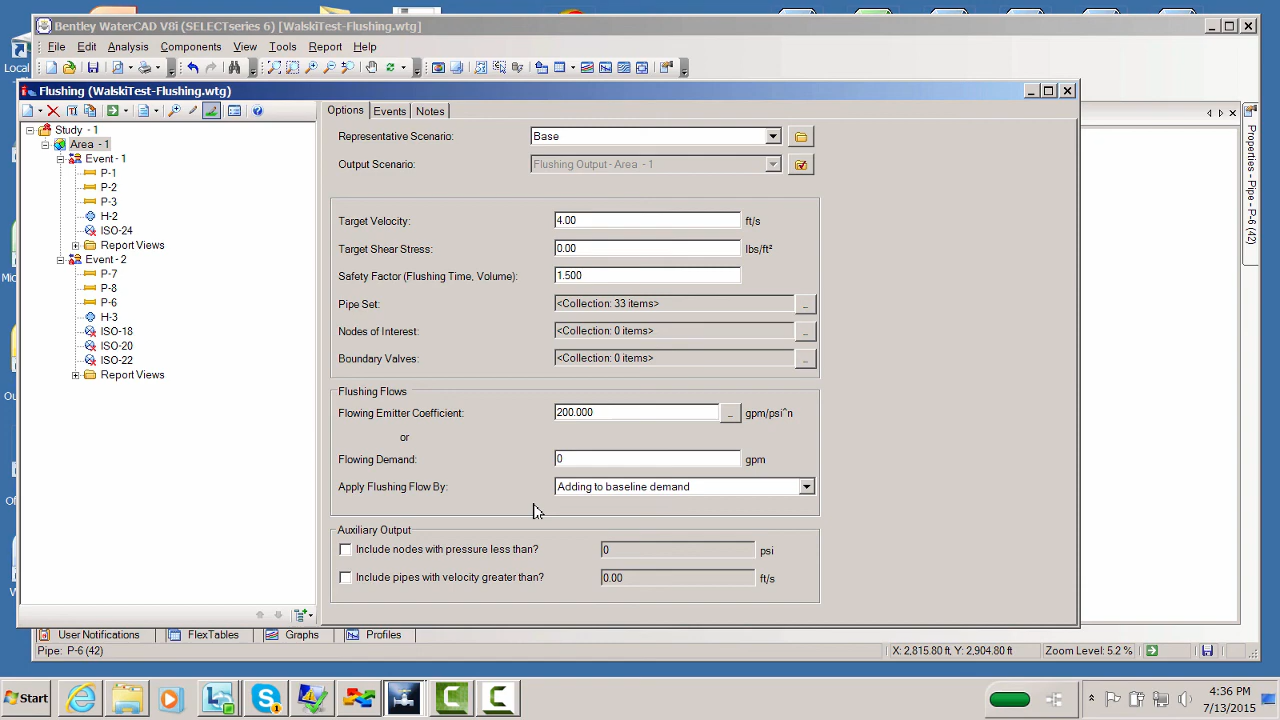 Bentley WaterCAD V8i (SELECTseries 6) [WalskiTest-Flushing.wtg]
File Edit Analysis Components View Tools Report Help
Local
Flushing (WalskiTest-Flushing.wtg)
Study - 1
Area - 1
Event - 1
P-1
P-2
P-3
H-2
ISO-24
Report Views
Event - 2
P-7
P-8
P-6
H-3
ISO-18
ISO-20
ISO-22
Report Views
Options Events Notes
Representative Scenario: Base
Output Scenario: Flushing Output - Area - 1
Target Velocity: 4.00 ft/s
Target Shear Stress: 0.00 lbs/ft²
Safety Factor (Flushing Time, Volume): 1.500
Pipe Set: <Collection: 33 items>
Nodes of Interest: <Collection: 0 items>
Boundary Valves: <Collection: 0 items>
Flushing Flows
Flowing Emitter Coefficient: 200.000 gpm/psi^n
or
Flowing Demand: 0 gpm
Apply Flushing Flow By: Adding to baseline demand
Auxiliary Output
Include nodes with pressure less than? 0 psi
Include pipes with velocity greater than? 0.00 ft/s
Properties - Pipe - P-6 (42)
User Notifications FlexTables Graphs Profiles
Pipe: P-6 (42) X: 2,815.80 ft, Y: 2,904.80 ft Zoom Level: 5.2 %
Start 4:36 PM
7/13/2015